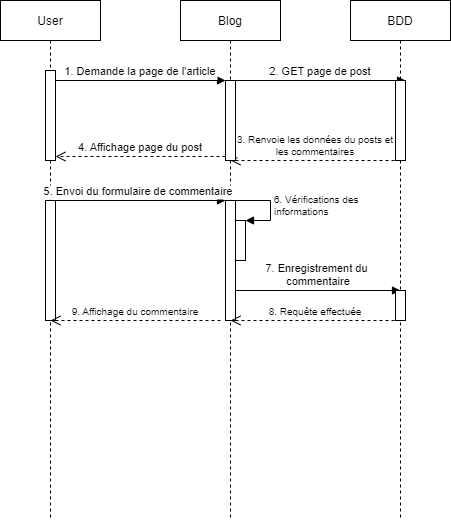 User
Blog
BDD
1. Demande la page de l'article
2. GET page de post
3. Renvoie les données du posts et
les commentaires
4. Affichage page du post
5. Envoi du formulaire de commentaire
6. Vérifications des
informations
7. Enregistrement du
commentaire
8. Requête effectuée
9. Affichage du commentaire